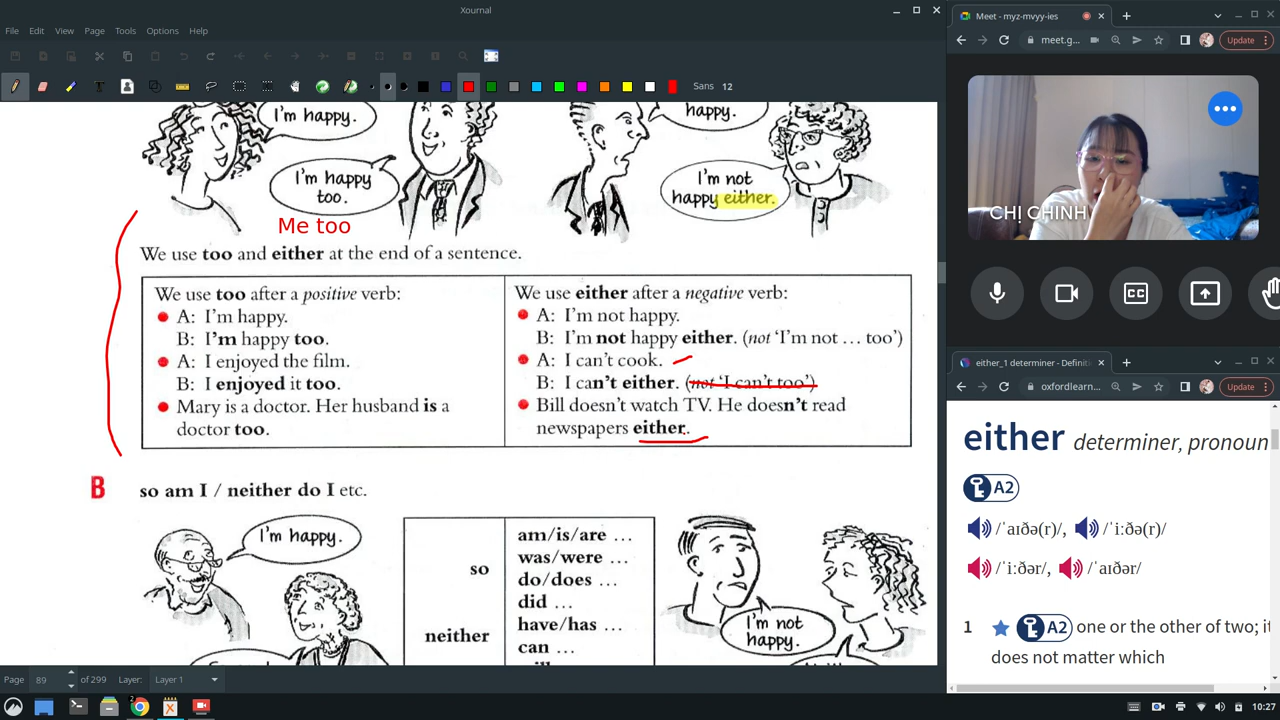 Xournal
File Edit View Page Tools Options Help
Sans 12
I'm happy.
I'm happy
too.
happy.
I'm not
happy either.
Me too
We use too and either at the end of a sentence.
We use too after a positive verb:
A: I'm happy.
B: I'm happy too.
A: I enjoyed the film.
B: I enjoyed it too.
Mary is a doctor. Her husband is a
doctor too.
We use either after a negative verb:
A: I'm not happy.
B: I'm not happy either. (not 'I'm not … too')
A: I can't cook.
B: I can't either. (not 'I can't too')
Bill doesn't watch TV. He doesn't read
newspapers either.
B so am I / neither do I etc.
I'm happy.
so
neither
am/is/are …
was/were …
do/does …
did …
have/has …
can …
I'm not
happy.
Page 89 of 299 Layer: Layer 1
Meet - myz-mvyy-ies
meet.g... Update
CHỊ CHINH
either_1 determiner - Definiti
oxfordlearn... Update
either determiner, pronoun
A2
/ˈaɪðə(r)/, /ˈiːðə(r)/
/ˈiːðər/, /ˈaɪðər/
1 A2 one or the other of two; it
does not matter which
2
10:27